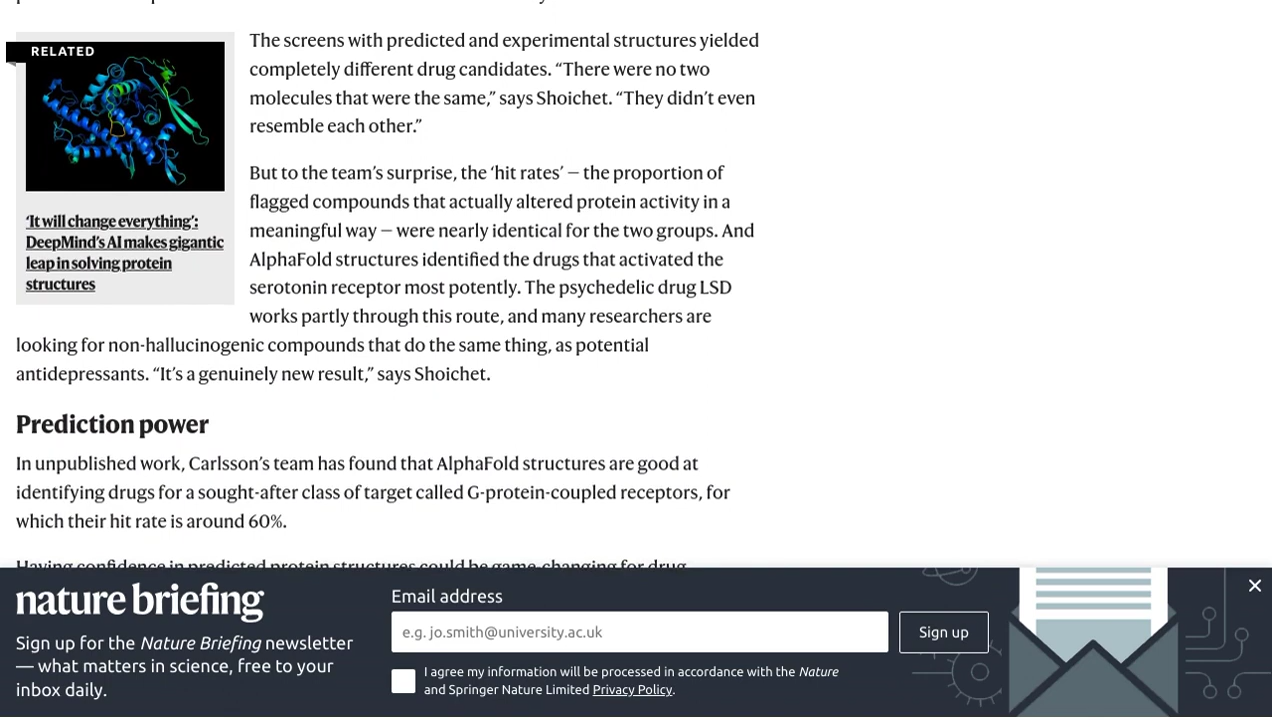 RELATED
‘It will change everything’:
DeepMind’s AI makes gigantic
leap in solving protein
structures
The screens with predicted and experimental structures yielded
completely different drug candidates. “There were no two
molecules that were the same,” says Shoichet. “They didn’t even
resemble each other.”
But to the team’s surprise, the ‘hit rates’ — the proportion of
flagged compounds that actually altered protein activity in a
meaningful way — were nearly identical for the two groups. And
AlphaFold structures identified the drugs that activated the
serotonin receptor most potently. The psychedelic drug LSD
works partly through this route, and many researchers are
looking for non-hallucinogenic compounds that do the same thing, as potential
antidepressants. “It’s a genuinely new result,” says Shoichet.
Prediction power
In unpublished work, Carlsson’s team has found that AlphaFold structures are good at
identifying drugs for a sought-after class of target called G-protein-coupled receptors, for
which their hit rate is around 60%.
Having confidence in predicted protein structures could be game-changing for drug
nature briefing
Sign up for the Nature Briefing newsletter
— what matters in science, free to your
inbox daily.
Email address
e.g. jo.smith@university.ac.uk
Sign up
I agree my information will be processed in accordance with the Nature
and Springer Nature Limited Privacy Policy.